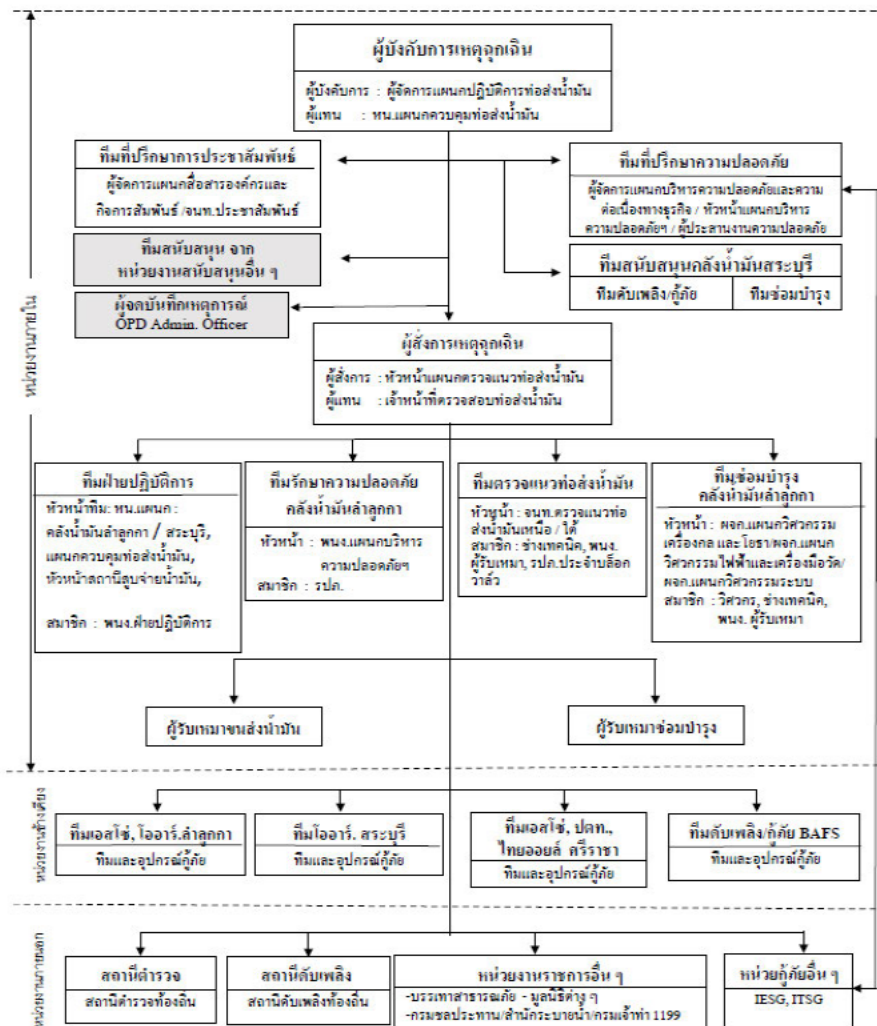 ผู้บังคับการเหตุฉุกเฉิน
ผู้บังคับการ : ผู้จัดการแผนกปฏิบัติการท่อส่งน้ำมัน
ผู้แทน : หน.แผนกควบคุมท่อส่งน้ำมัน
ทีมที่ปรึกษาการประชาสัมพันธ์
ผู้จัดการแผนกสื่อสารองค์กรและ
กิจการสัมพันธ์ /จนท.ประชาสัมพันธ์
ทีมที่ปรึกษาความปลอดภัย
ผู้จัดการแผนกบริหารความปลอดภัยและความ
ต่อเนื่องทางธุรกิจ / หัวหน้าแผนกบริหาร
ความปลอดภัยฯ / ผู้ประสานงานความปลอดภัย
ทีมสนับสนุน จาก
หน่วยงานสนับสนุนอื่น ๆ
ทีมสนับสนุนคลังน้ำมันสระบุรี
ทีมดับเพลิง/กู้ภัย
ทีมซ่อมบำรุง
ผู้จดบันทึกเหตุการณ์
OPD Admin. Officer
หน่วยงานภายใน
ผู้สั่งการเหตุฉุกเฉิน
ผู้สั่งการ : หัวหน้าแผนกตรวจแนวท่อส่งน้ำมัน
ผู้แทน : เจ้าหน้าที่ตรวจสอบท่อส่งน้ำมัน
ทีมฝ่ายปฏิบัติการ
หัวหน้าทีม: หน.แผนก :
คลังน้ำมันลำลูกกา / สระบุรี,
แผนกควบคุมท่อส่งน้ำมัน,
หัวหน้าสถานีสูบจ่ายน้ำมัน,
สมาชิก : พนง.ฝ่ายปฏิบัติการ
ทีมรักษาความปลอดภัย
คลังน้ำมันลำลูกกา
หัวหน้า : พนง.แผนกบริหาร
ความปลอดภัยฯ
สมาชิก : รปภ.
ทีมตรวจแนวท่อส่งน้ำมัน
หัวหน้า : จนท.ตรวจแนวท่อ
ส่งน้ำมันเหนือ / ใต้
สมาชิก : ช่างเทคนิค, พนง.
ผู้รับเหมา, รปภ.ประจำบล็อก
วาล์ว
ทีมซ่อมบำรุง
คลังน้ำมันลำลูกกา
หัวหน้า : ผจก.แผนกวิศวกรรม
เครื่องกล และโยธา/ผจก.แผนก
วิศวกรรมไฟฟ้าและเครื่องมือวัด/
ผจก.แผนกวิศวกรรมระบบ
สมาชิก : วิศวกร, ช่างเทคนิค,
พนง. ผู้รับเหมา
ผู้รับเหมาขนส่งน้ำมัน
ผู้รับเหมาซ่อมบำรุง
หน่วยงานข้างเคียง
ทีมเอสโซ่, โออาร์.ลำลูกกา
ทีมและอุปกรณ์กู้ภัย
ทีมโออาร์. สระบุรี
ทีมและอุปกรณ์กู้ภัย
ทีมเอสโซ่, ปตท.,
ไทยออยล์ ศรีราชา
ทีมและอุปกรณ์กู้ภัย
ทีมดับเพลิง/กู้ภัย BAFS
ทีมและอุปกรณ์กู้ภัย
หน่วยงานภายนอก
สถานีตำรวจ
สถานีตำรวจท้องถิ่น
สถานีดับเพลิง
สถานีดับเพลิงท้องถิ่น
หน่วยงานราชการอื่น ๆ
-บรรเทาสาธารณภัย - มูลนิธิต่าง ๆ
-กรมชลประทาน/สำนักระบายน้ำ/กรมเจ้าท่า 1199
หน่วยกู้ภัยอื่น ๆ
IESG, ITSG